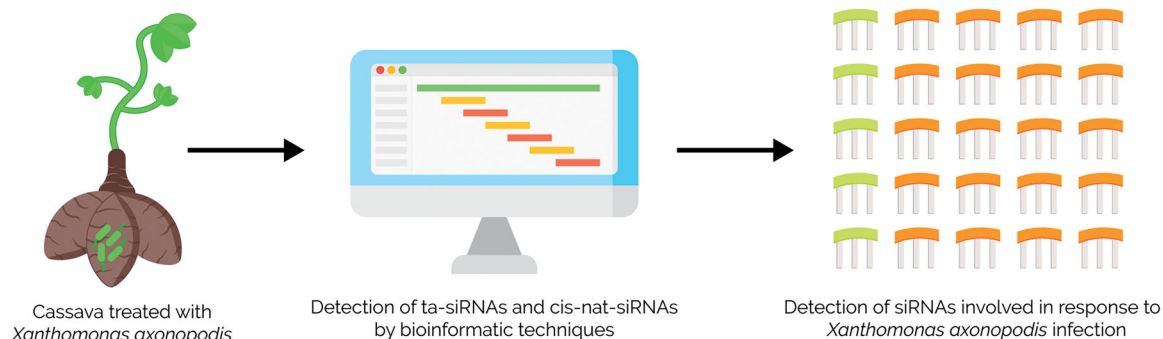 Cassava treated with
Xanthomonas axonopodis
Detection of ta-siRNAs and cis-nat-siRNAs
by bioinformatic techniques
Detection of siRNAs involved in response to
Xanthomonas axonopodis infection